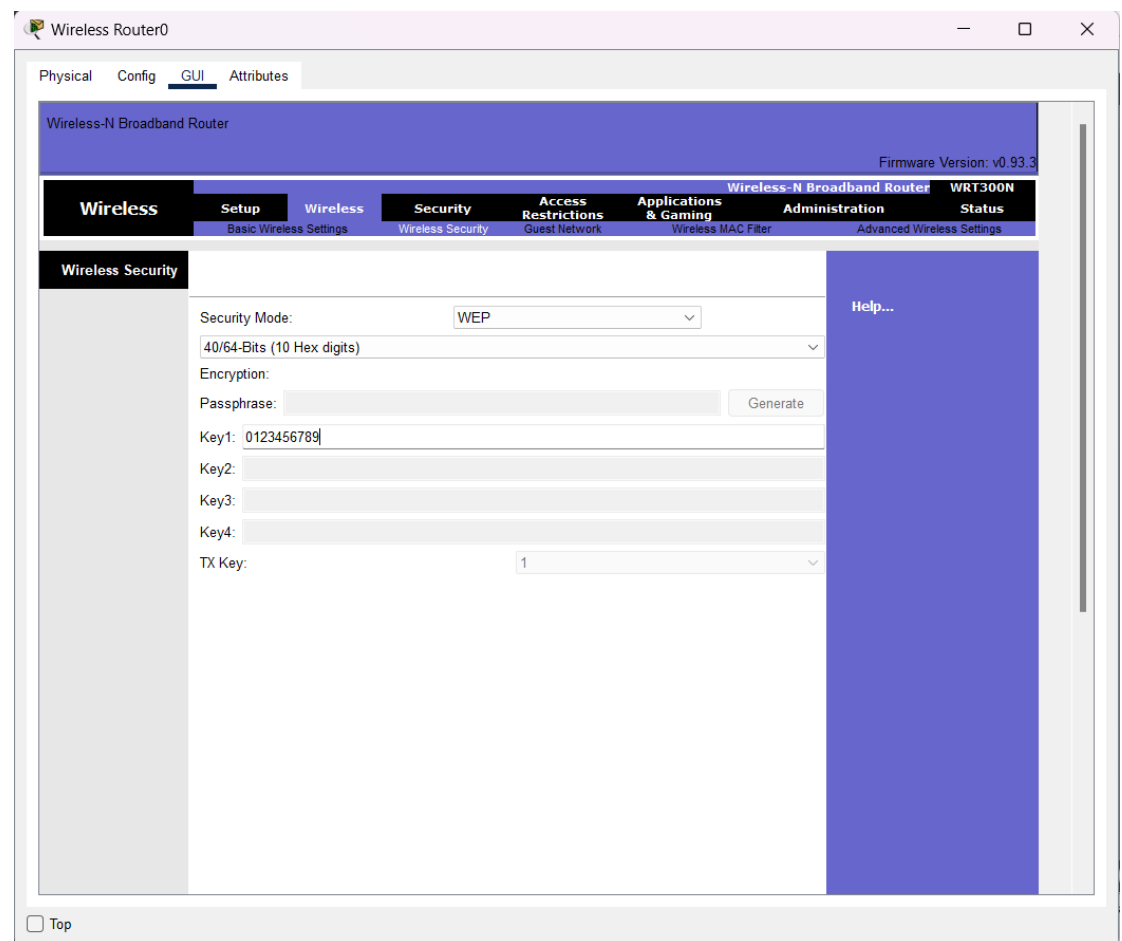 Wireless Router0
Physical Config GUI Attributes
Wireless-N Broadband Router
Firmware Version: v0.93.3
Wireless-N Broadband Router WRT300N
Wireless
Setup Wireless Security Access Restrictions Applications & Gaming Administration Status
Basic Wireless Settings Wireless Security Guest Network Wireless MAC Filter Advanced Wireless Settings
Wireless Security
Help...
Security Mode: WEP
40/64-Bits (10 Hex digits)
Encryption:
Passphrase: Generate
Key1: 0123456789
Key2:
Key3:
Key4:
TX Key: 1
Top